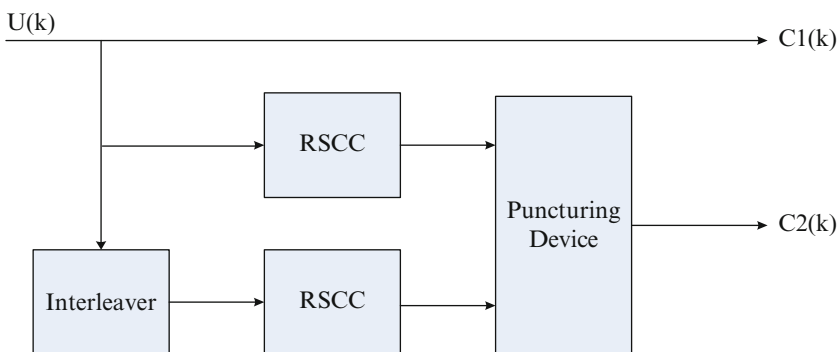 U(k)
C1(k)
RSCC
Puncturing
Device
C2(k)
Interleaver
RSCC